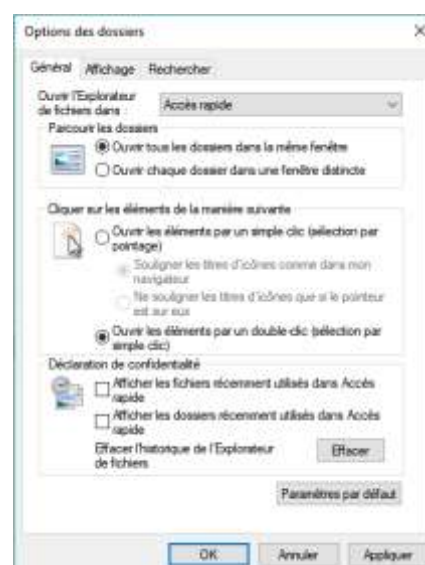 Options des dossiers
Général Affichage Rechercher
Ouvrir l'Explorateur
de fichiers dans
Accès rapide
Parcourir les dossiers
Ouvrir tous les dossiers dans la même fenêtre
Ouvrir chaque dossier dans une fenêtre distincte
Cliquer sur les éléments de la manière suivante
Ouvrir les éléments par un simple clic (sélection par
pointage)
Souligner les titres d'icônes comme dans mon
navigateur
Ne souligner les titres d'icônes que si le pointeur
est sur eux
Ouvrir les éléments par un double-clic (sélection par
simple clic)
Déclaration de confidentialité
Afficher les fichiers récemment utilisés dans Accès
rapide
Afficher les dossiers récemment utilisés dans Accès
rapide
Effacer l'historique de l'Explorateur
de fichiers
Effacer
Paramètres par défaut
OK Annuler Appliquer